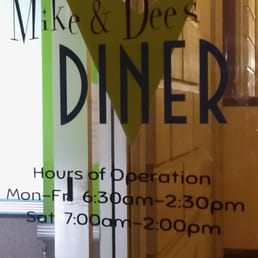 Mike & Dee's
DINER
Hours of Operation
Mon-Fri 6:30am-2:30pm
Sat 7:00am-2:00pm